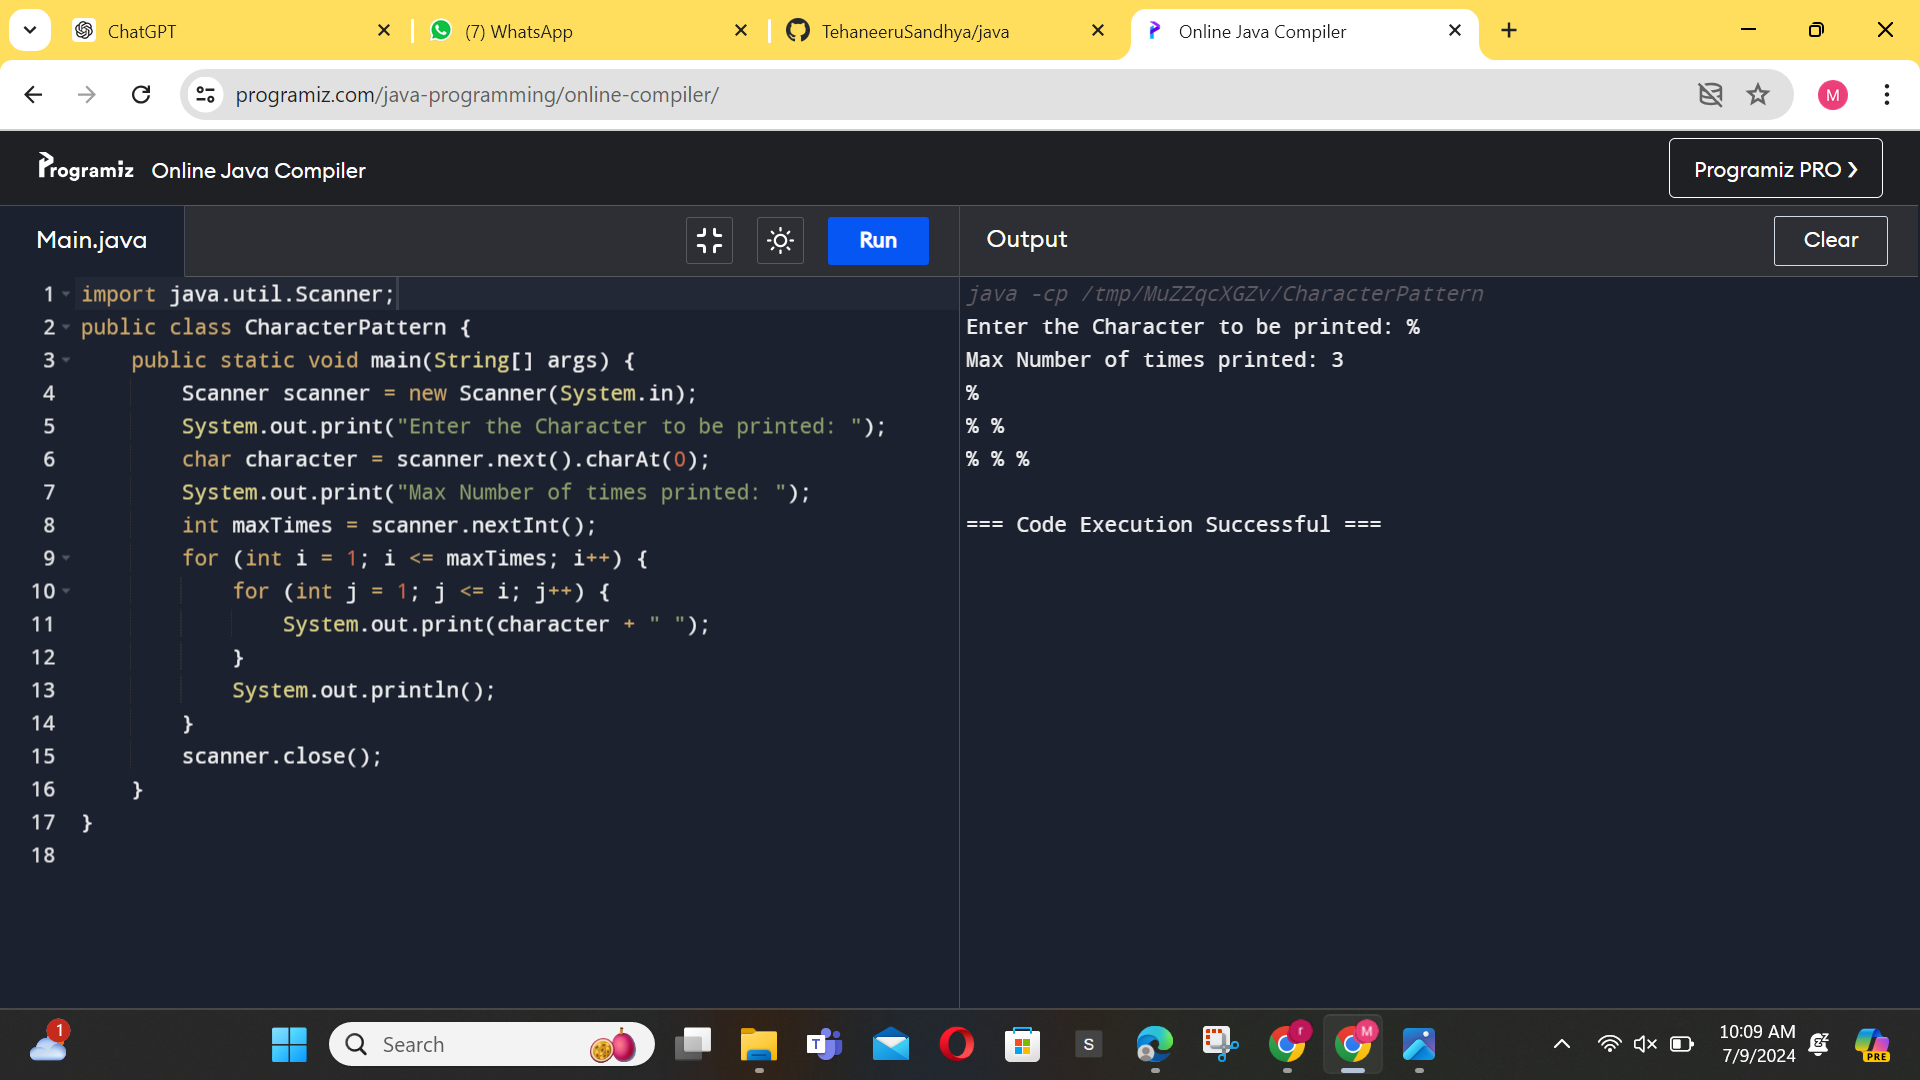 ChatGPT
(7) WhatsApp
TehaneeruSandhya/java
Online Java Compiler
programiz.com/java-programming/online-compiler/
M
Programiz Online Java Compiler
Programiz PRO ❯
Main.java
Run
Output
Clear
1 import java.util.Scanner;
2 public class CharacterPattern {
3     public static void main(String[] args) {
4         Scanner scanner = new Scanner(System.in);
5         System.out.print("Enter the Character to be printed: ");
6         char character = scanner.next().charAt(0);
7         System.out.print("Max Number of times printed: ");
8         int maxTimes = scanner.nextInt();
9         for (int i = 1; i <= maxTimes; i++) {
10             for (int j = 1; j <= i; j++) {
11                 System.out.print(character + " ");
12             }
13             System.out.println();
14         }
15         scanner.close();
16     }
17 }
18
java -cp /tmp/MuZZqcXGZv/CharacterPattern
Enter the Character to be printed: %
Max Number of times printed: 3
%
% %
% % %
=== Code Execution Successful ===
1
Search
T
S
r
M
10:09 AM
7/9/2024
PRE